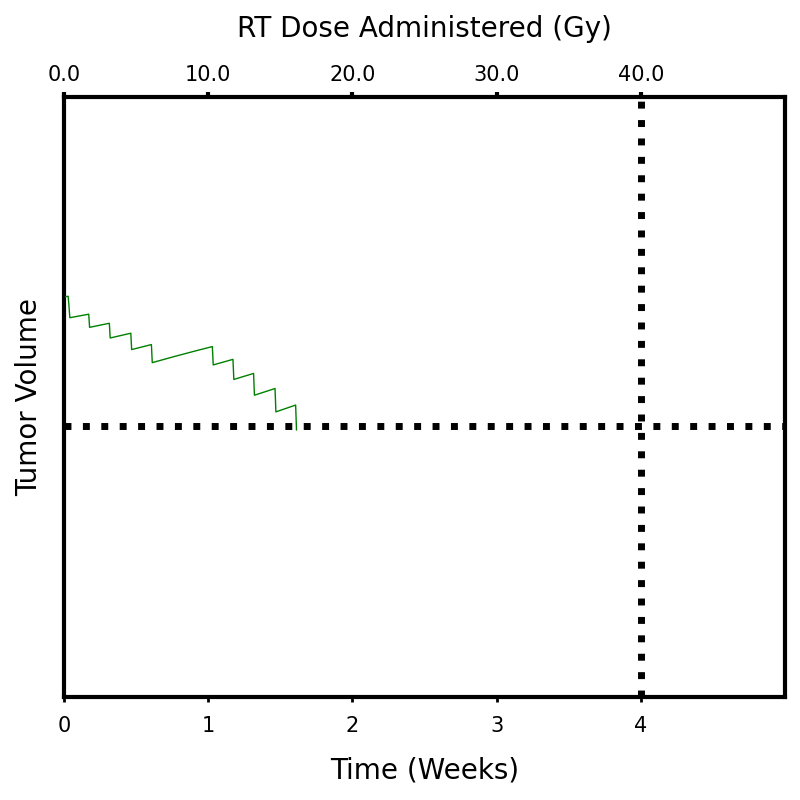 RT Dose Administered (Gy)
0.0 10.0 20.0 30.0 40.0
Tumor Volume
0 1 2 3 4
Time (Weeks)